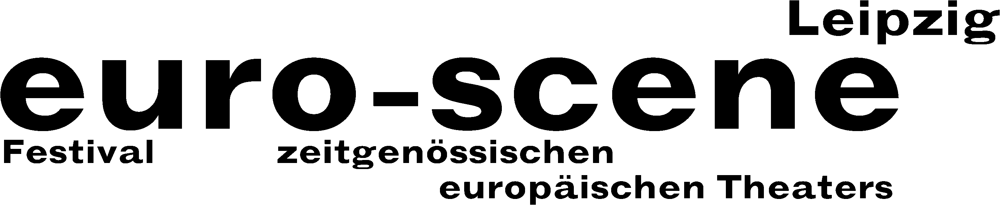 Leipzig
euro-scene
Festival zeitgenössischen
europäischen Theaters